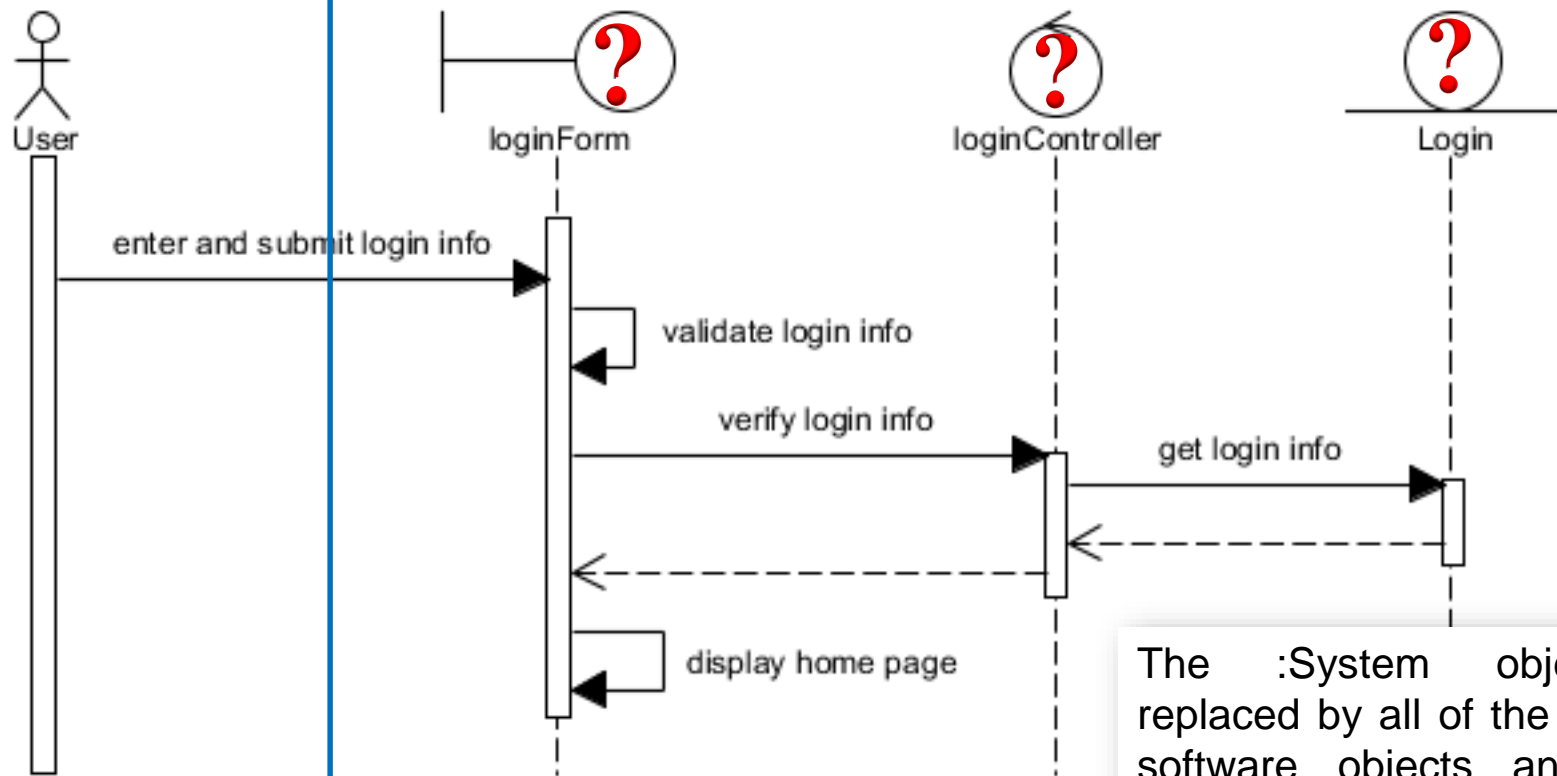 ? ? ?
User loginForm loginController Login
enter and submit login info
validate login info
verify login info
get login info
display home page
The :System
replaced by all of the
software objects